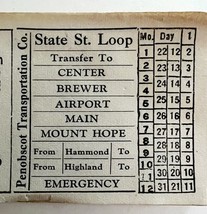 Penobscot Transportation Co.
State St. Loop
Transfer To
CENTER
BREWER
AIRPORT
MAIN
MOUNT HOPE
From Hammond To
From Highland To
EMERGENCY
Mo. Day 1
1 22 12 2
2 23 13 3
3 24 14 4
4 25 15 5
5 26 16 6
6 27 17 7
7 28 18 8
8 29 19 9
9 30 20 10
12 31 21 11